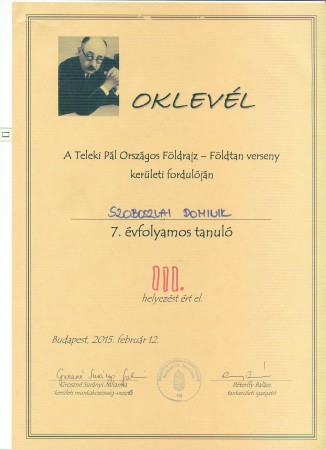 OKLEVÉL
A Teleki Pál Országos Földrajz – Földtan verseny
kerületi fordulóján
SZOBOSZLAI DOMINIK
7. évfolyamos tanuló
III.
helyezést ért el.
Budapest, 2015. február 12.
Péterffy Balázs
kerületi munkaközösség-vezető
tankerületi igazgató